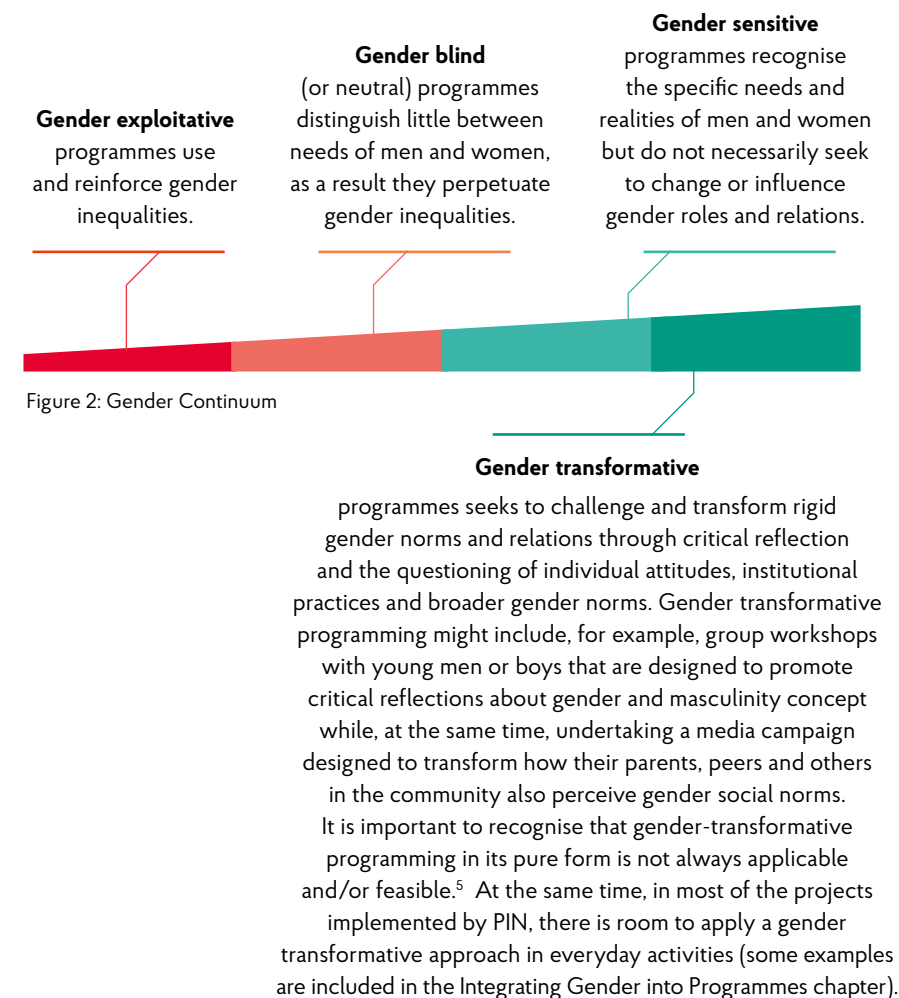 Gender exploitative
programmes use
and reinforce gender
inequalities.
Gender blind
(or neutral) programmes
distinguish little between
needs of men and women,
as a result they perpetuate
gender inequalities.
Gender sensitive
programmes recognise
the specific needs and
realities of men and women
but do not necessarily seek
to change or influence
gender roles and relations.
Figure 2: Gender Continuum
Gender transformative
programmes seeks to challenge and transform rigid
gender norms and relations through critical reflection
and the questioning of individual attitudes, institutional
practices and broader gender norms. Gender transformative
programming might include, for example, group workshops
with young men or boys that are designed to promote
critical reflections about gender and masculinity concept
while, at the same time, undertaking a media campaign
designed to transform how their parents, peers and others
in the community also perceive gender social norms.
It is important to recognise that gender-transformative
programming in its pure form is not always applicable
and/or feasible.⁵ At the same time, in most of the projects
implemented by PIN, there is room to apply a gender
transformative approach in everyday activities (some examples
are included in the Integrating Gender into Programmes chapter).